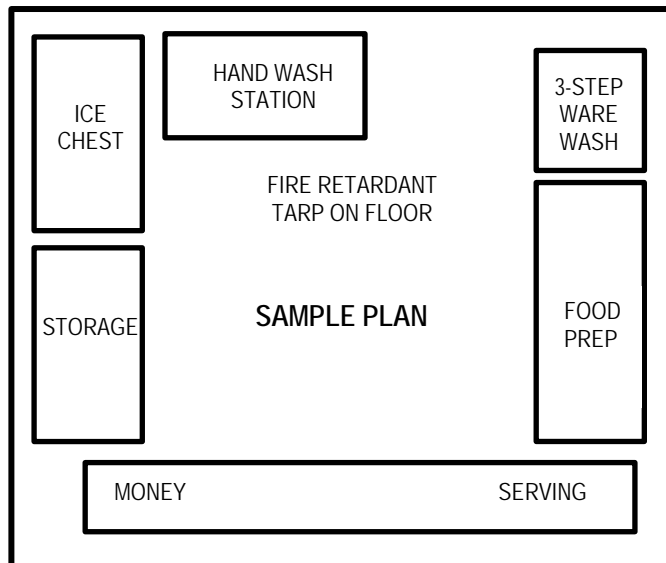 HAND WASH
STATION
ICE
CHEST
3-STEP
WARE
WASH
FIRE RETARDANT
TARP ON FLOOR
STORAGE
SAMPLE PLAN
FOOD
PREP
MONEY
SERVING